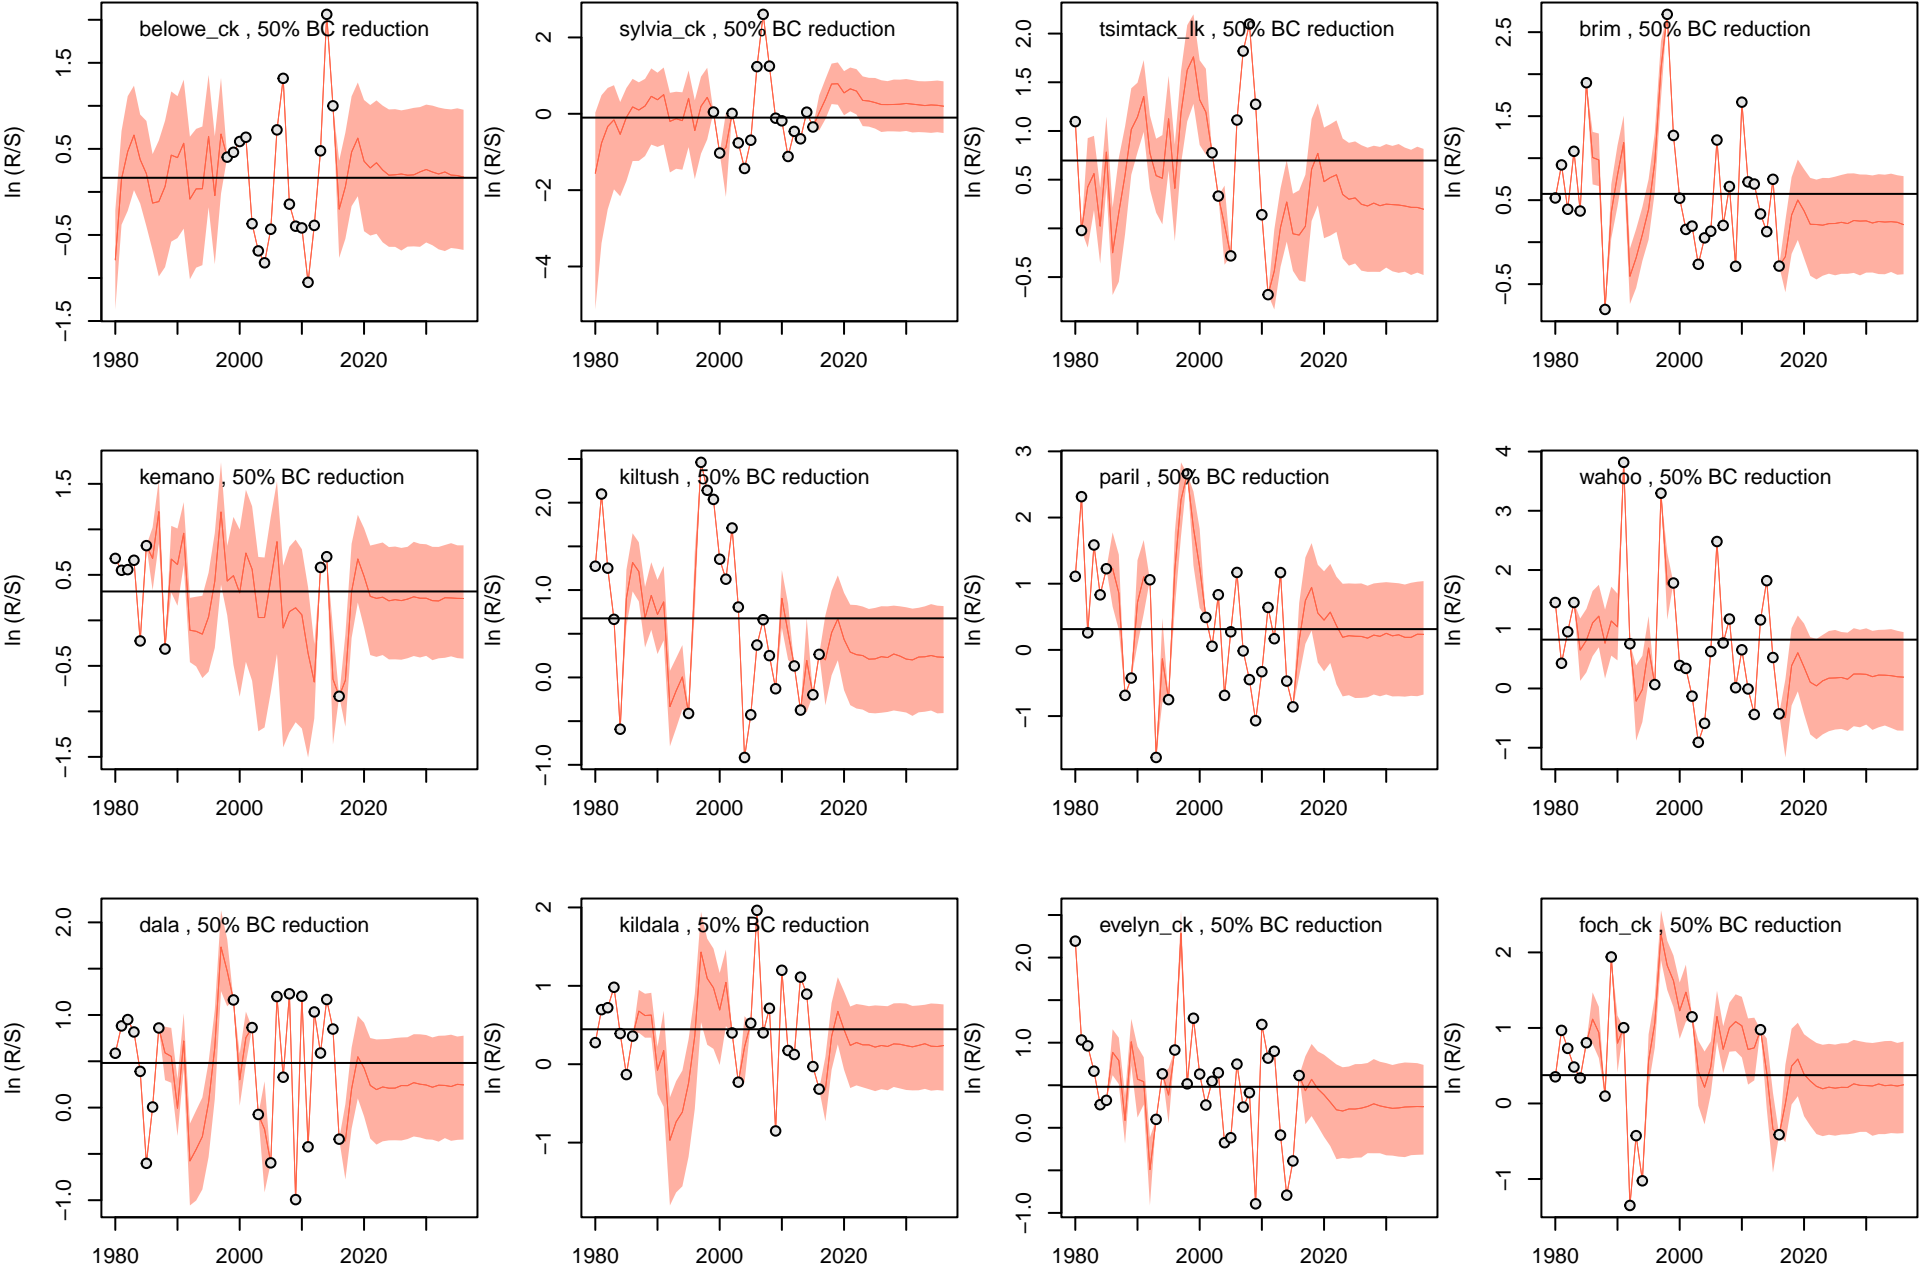 belowe_ck , 50% BC reduction
ln (R/S)
1.5
0.5
−0.5
−1.5
1980 2000 2020
sylvia_ck , 50% BC reduction
ln (R/S)
2
0
−2
−4
1980 2000 2020
tsimtack_lk , 50% BC reduction
ln (R/S)
2.0
1.5
1.0
0.5
−0.5
1980 2000 2020
brim , 50% BC reduction
ln (R/S)
2.5
1.5
0.5
−0.5
1980 2000 2020
kemano , 50% BC reduction
ln (R/S)
1.5
0.5
−0.5
−1.5
1980 2000 2020
kiltush , 50% BC reduction
ln (R/S)
2.0
1.0
0.0
−1.0
1980 2000 2020
paril , 50% BC reduction
ln (R/S)
3
2
1
0
−1
1980 2000 2020
wahoo , 50% BC reduction
ln (R/S)
4
3
2
1
0
−1
1980 2000 2020
dala , 50% BC reduction
ln (R/S)
2.0
1.0
0.0
−1.0
1980 2000 2020
kildala , 50% BC reduction
ln (R/S)
2
1
0
−1
1980 2000 2020
evelyn_ck , 50% BC reduction
ln (R/S)
2.0
1.0
0.0
−1.0
1980 2000 2020
foch_ck , 50% BC reduction
ln (R/S)
2
1
0
−1
1980 2000 2020